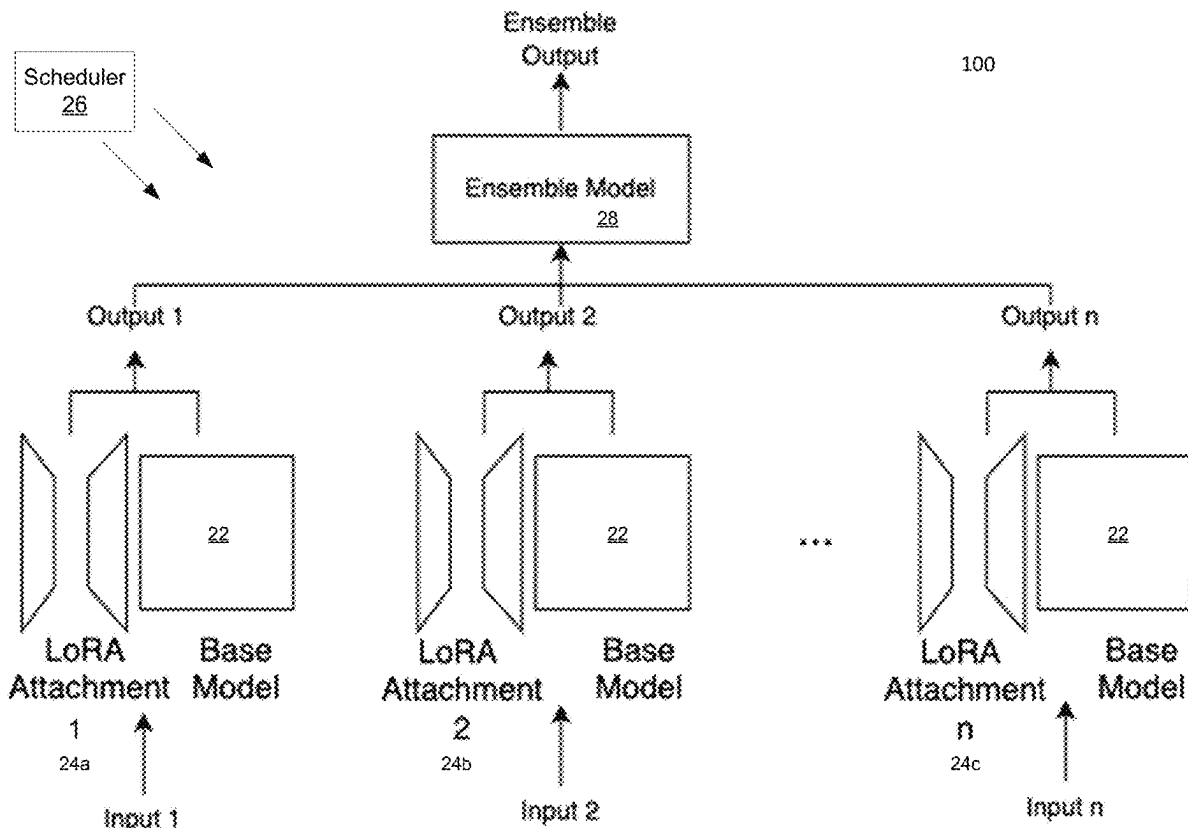 Ensemble
Output
100
Scheduler
26
Ensemble Model
28
Output 1
Output 2
Output n
22
22
...
22
LoRA
Attachment
1
24a
Base
Model
LoRA
Attachment
2
24b
Base
Model
LoRA
Attachment
n
24c
Base
Model
Input 1
Input 2
Input n